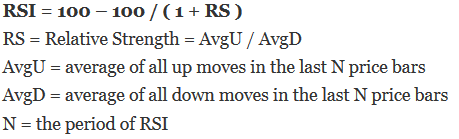 RSI = 100 – 100 / ( 1 + RS )
RS = Relative Strength = AvgU / AvgD
AvgU = average of all up moves in the last N price bars
AvgD = average of all down moves in the last N price bars
N = the period of RSI